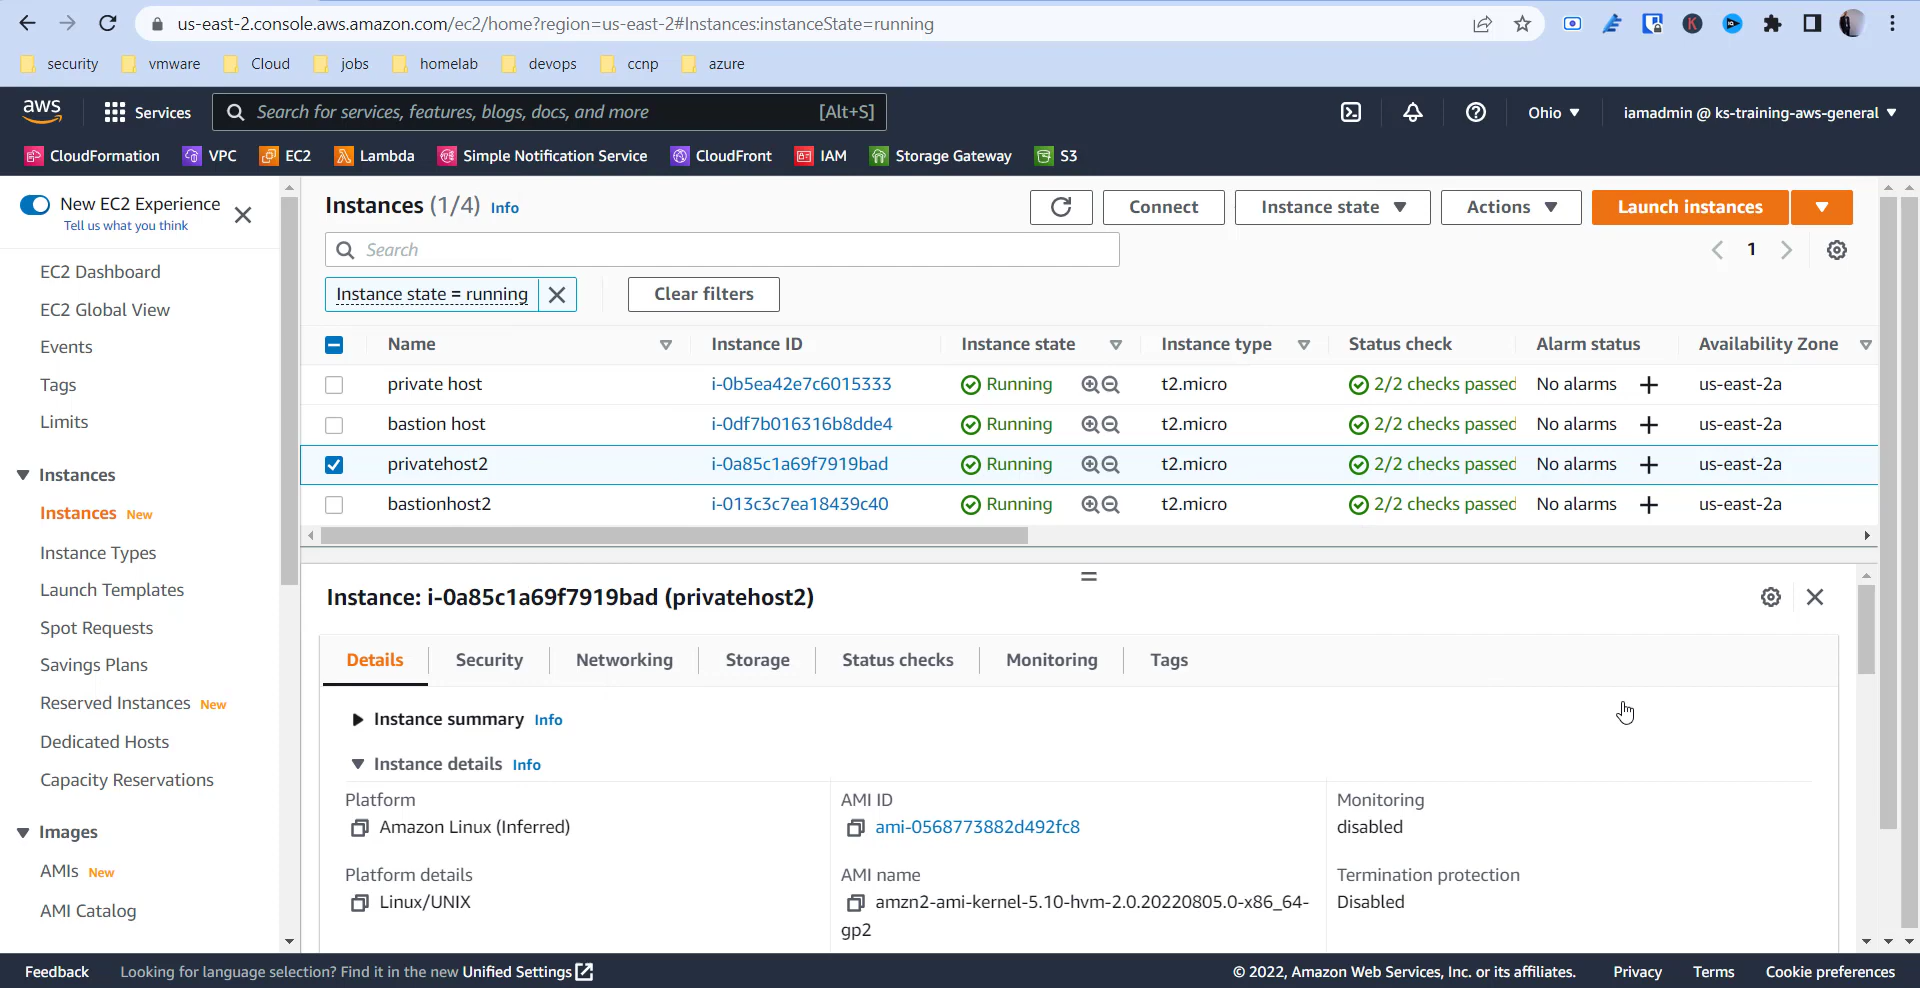 us-east-2.console.aws.amazon.com/ec2/home?region=us-east-2#Instances:instanceState=running
security vmware Cloud jobs homelab devops ccnp azure
aws Services Search for services, features, blogs, docs, and more [Alt+S] Ohio ▼ iamadmin @ ks-training-aws-general ▼
CloudFormation VPC EC2 Lambda Simple Notification Service CloudFront IAM Storage Gateway S3
New EC2 Experience
Tell us what you think
EC2 Dashboard
EC2 Global View
Events
Tags
Limits
Instances
Instances New
Instance Types
Launch Templates
Spot Requests
Savings Plans
Reserved Instances New
Dedicated Hosts
Capacity Reservations
Images
AMIs New
AMI Catalog
Instances (1/4) Info Connect Instance state ▼ Actions ▼ Launch instances ▼
Search
1
Instance state = running Clear filters
Name Instance ID Instance state Instance type Status check Alarm status Availability Zone
private host i-0b5ea42e7c6015333 Running t2.micro 2/2 checks passed No alarms + us-east-2a
bastion host i-0df7b016316b8dde4 Running t2.micro 2/2 checks passed No alarms + us-east-2a
privatehost2 i-0a85c1a69f7919bad Running t2.micro 2/2 checks passed No alarms + us-east-2a
bastionhost2 i-013c3c7ea18439c40 Running t2.micro 2/2 checks passed No alarms + us-east-2a
Instance: i-0a85c1a69f7919bad (privatehost2)
Details Security Networking Storage Status checks Monitoring Tags
Instance summary Info
Instance details Info
Platform
Amazon Linux (Inferred)
AMI ID
ami-0568773882d492fc8
Monitoring
disabled
Platform details
Linux/UNIX
AMI name
amzn2-ami-kernel-5.10-hvm-2.0.20220805.0-x86_64-
gp2
Termination protection
Disabled
Feedback Looking for language selection? Find it in the new Unified Settings © 2022, Amazon Web Services, Inc. or its affiliates. Privacy Terms Cookie preferences